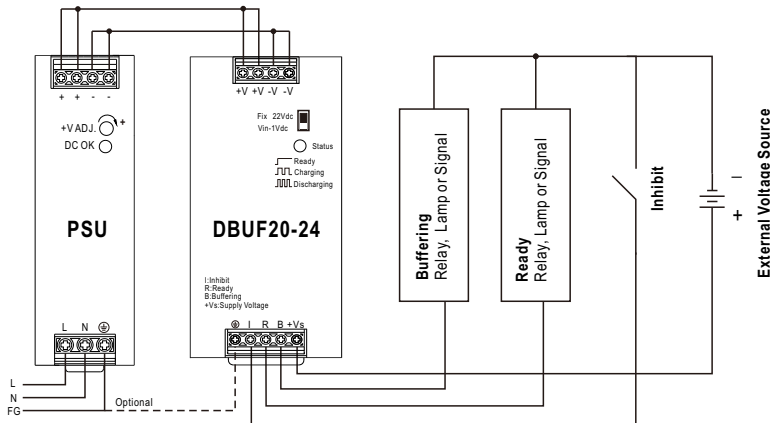 + + - -
+V +V -V -V
+V ADJ.
+
DC OK
Fix 22Vdc
Vin-1Vdc
Status
Ready
Charging
Discharging
PSU
DBUF20-24
I:Inhibit
R:Ready
B:Buffering
+Vs:Supply Voltage
L N
I R B +Vs
L
N
FG
Optional
Buffering
Relay, Lamp or Signal
Ready
Relay, Lamp or Signal
Inhibit
+ −
External Voltage Source